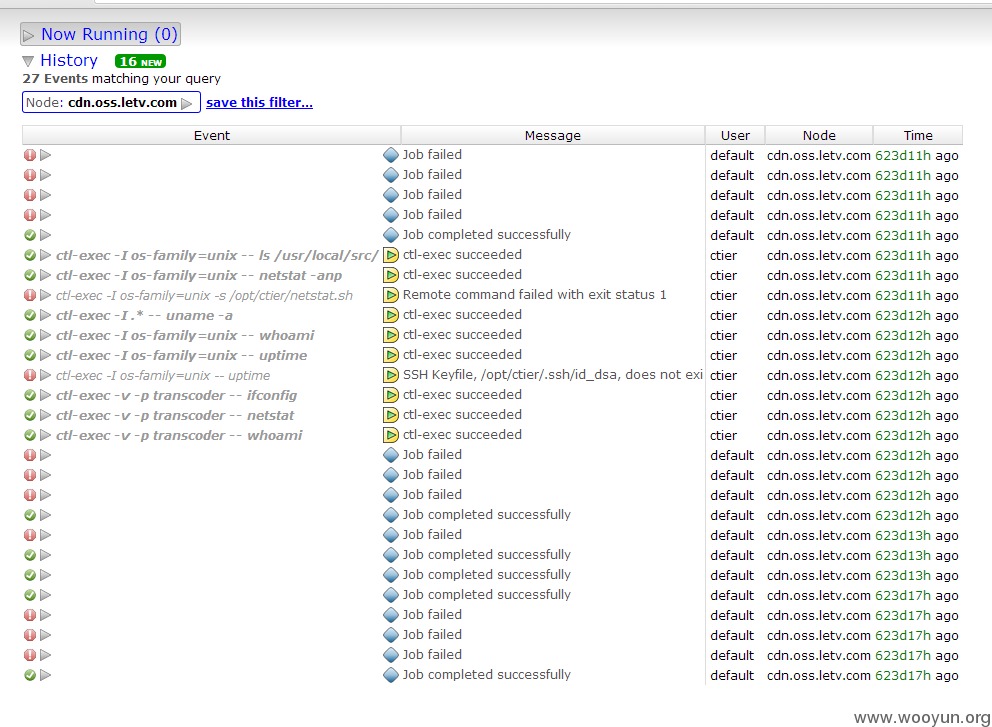 Now Running (0)
History 16 NEW
27 Events matching your query
Node: cdn.oss.letv.com save this filter...
Event Message User Node Time
Job failed default cdn.oss.letv.com 623d11h ago
Job failed default cdn.oss.letv.com 623d11h ago
Job failed default cdn.oss.letv.com 623d11h ago
Job failed default cdn.oss.letv.com 623d11h ago
Job completed successfully default cdn.oss.letv.com 623d11h ago
ctl-exec -I os-family=unix -- ls /usr/local/src/ ctl-exec succeeded ctier cdn.oss.letv.com 623d11h ago
ctl-exec -I os-family=unix -- netstat -anp ctl-exec succeeded ctier cdn.oss.letv.com 623d11h ago
ctl-exec -I os-family=unix -s /opt/ctier/netstat.sh Remote command failed with exit status 1 ctier cdn.oss.letv.com 623d11h ago
ctl-exec -I .* -- uname -a ctl-exec succeeded ctier cdn.oss.letv.com 623d12h ago
ctl-exec -I os-family=unix -- whoami ctl-exec succeeded ctier cdn.oss.letv.com 623d12h ago
ctl-exec -I os-family=unix -- uptime ctl-exec succeeded ctier cdn.oss.letv.com 623d12h ago
ctl-exec -I os-family=unix -- uptime SSH Keyfile, /opt/ctier/.ssh/id_dsa, does not exi ctier cdn.oss.letv.com 623d12h ago
ctl-exec -v -p transcoder -- ifconfig ctl-exec succeeded ctier cdn.oss.letv.com 623d12h ago
ctl-exec -v -p transcoder -- netstat ctl-exec succeeded ctier cdn.oss.letv.com 623d12h ago
ctl-exec -v -p transcoder -- whoami ctl-exec succeeded ctier cdn.oss.letv.com 623d12h ago
Job failed default cdn.oss.letv.com 623d12h ago
Job failed default cdn.oss.letv.com 623d12h ago
Job failed default cdn.oss.letv.com 623d12h ago
Job completed successfully default cdn.oss.letv.com 623d12h ago
Job failed default cdn.oss.letv.com 623d13h ago
Job completed successfully default cdn.oss.letv.com 623d13h ago
Job completed successfully default cdn.oss.letv.com 623d13h ago
Job completed successfully default cdn.oss.letv.com 623d17h ago
Job failed default cdn.oss.letv.com 623d17h ago
Job failed default cdn.oss.letv.com 623d17h ago
Job failed default cdn.oss.letv.com 623d17h ago
Job completed successfully default cdn.oss.letv.com 623d17h ago
www.wooyun.org